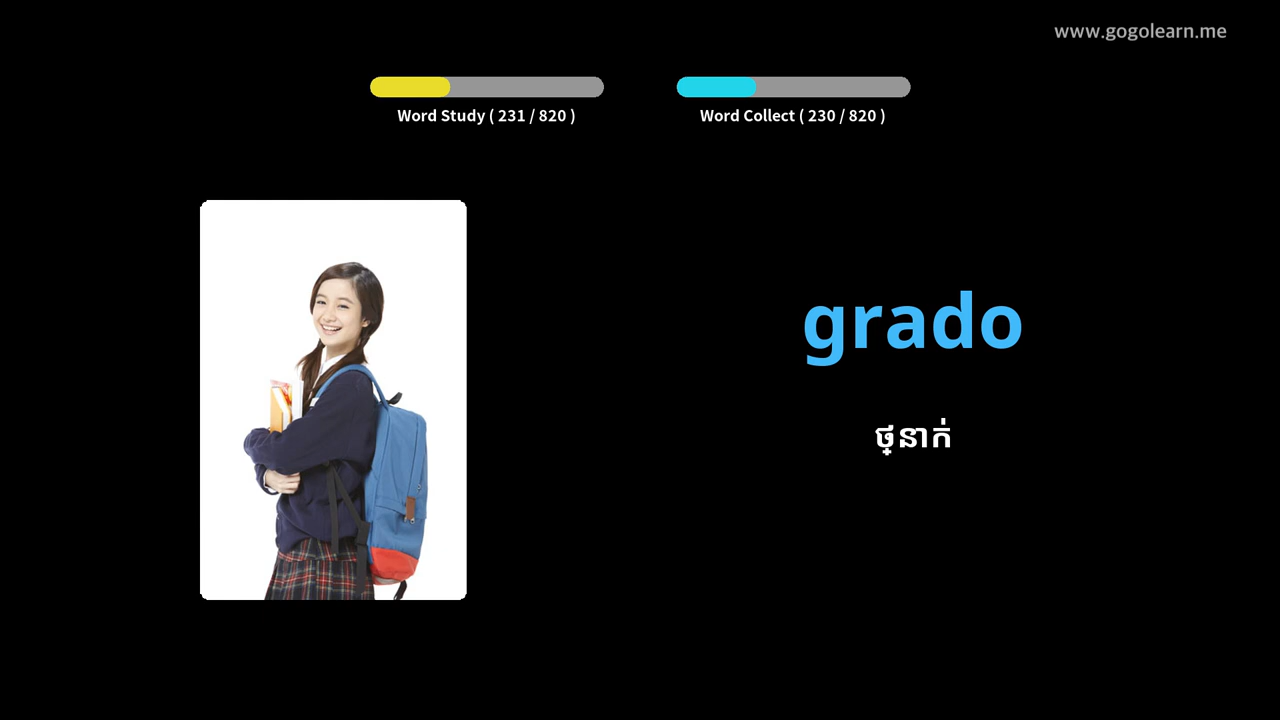 www.gogolearn.me
Word Study ( 231 / 820 )
Word Collect ( 230 / 820 )
grado
ថ្នាក់